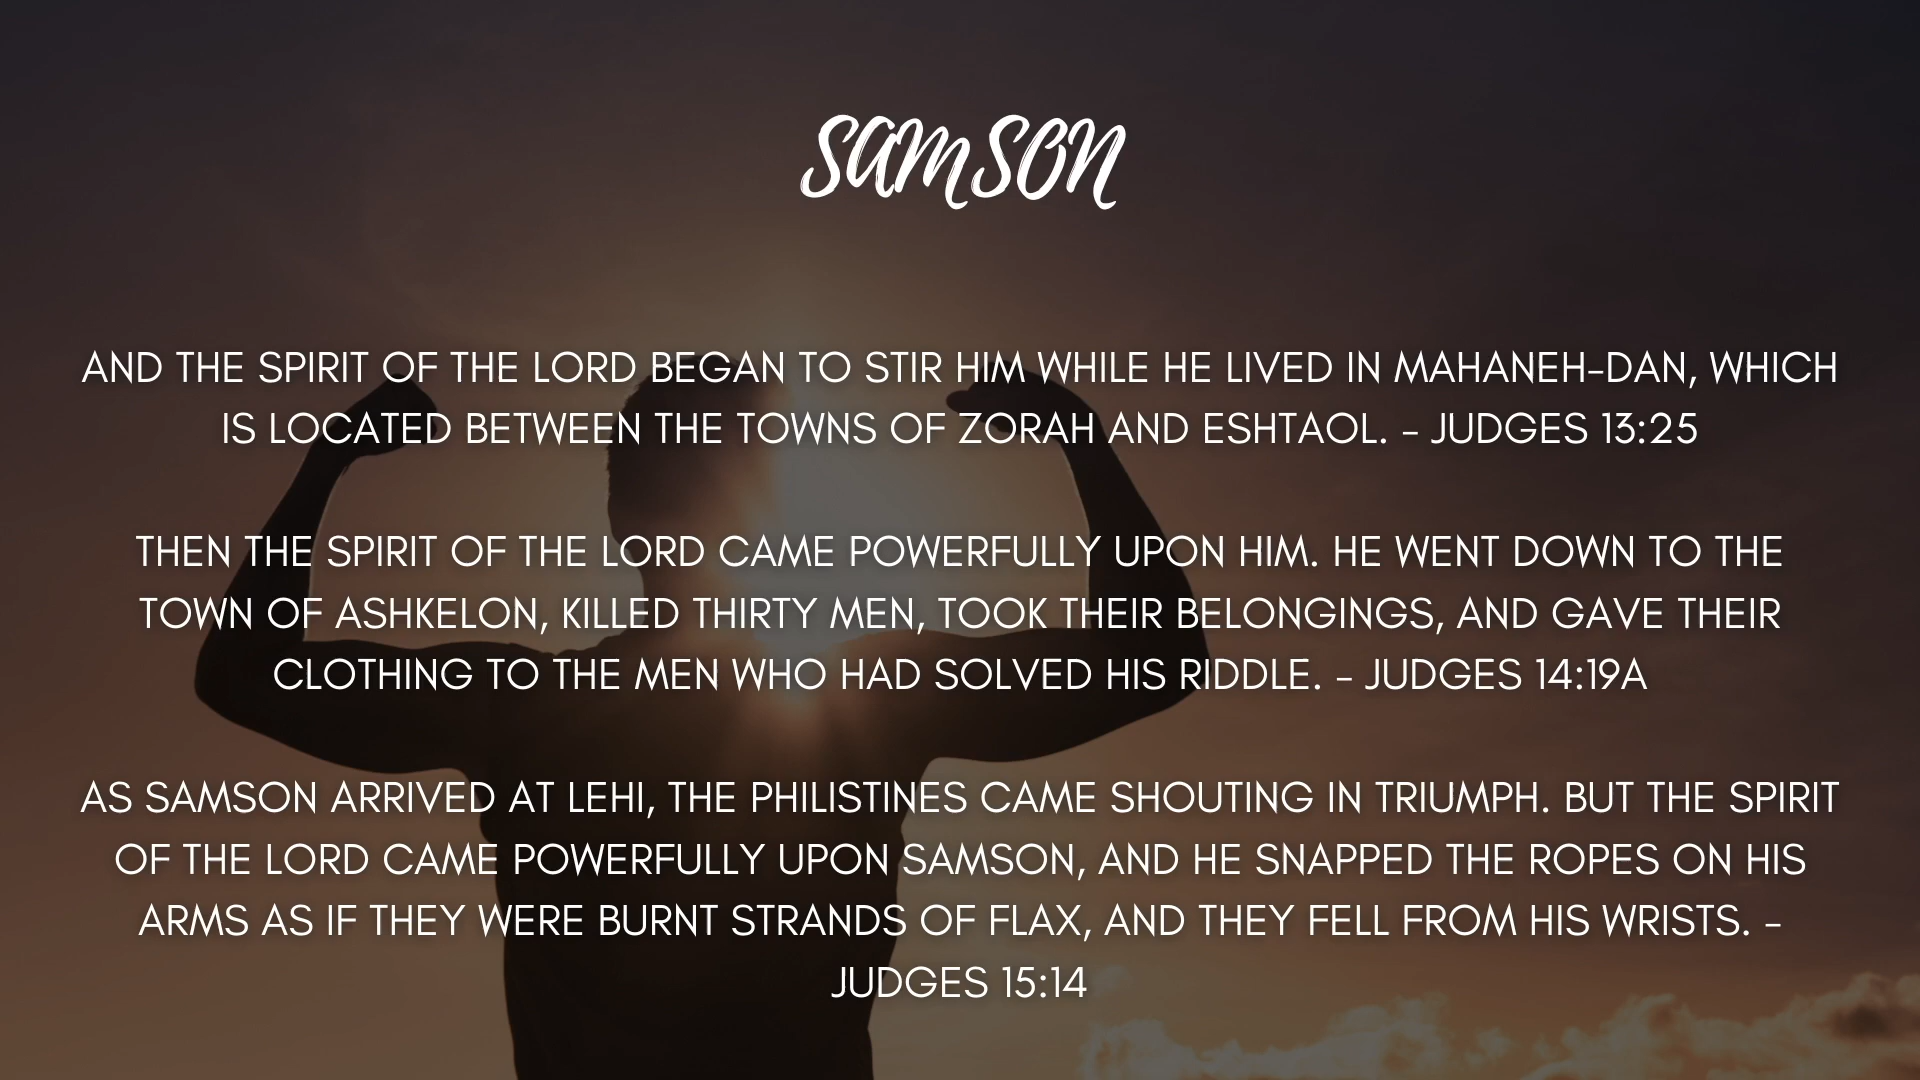 SAMSON
AND THE SPIRIT OF THE LORD BEGAN TO STIR HIM WHILE HE LIVED IN MAHANEH-DAN, WHICH
IS LOCATED BETWEEN THE TOWNS OF ZORAH AND ESHTAOL. - JUDGES 13:25
THEN THE SPIRIT OF THE LORD CAME POWERFULLY UPON HIM. HE WENT DOWN TO THE
TOWN OF ASHKELON, KILLED THIRTY MEN, TOOK THEIR BELONGINGS, AND GAVE THEIR
CLOTHING TO THE MEN WHO HAD SOLVED HIS RIDDLE. - JUDGES 14:19A
AS SAMSON ARRIVED AT LEHI, THE PHILISTINES CAME SHOUTING IN TRIUMPH. BUT THE SPIRIT
OF THE LORD CAME POWERFULLY UPON SAMSON, AND HE SNAPPED THE ROPES ON HIS
ARMS AS IF THEY WERE BURNT STRANDS OF FLAX, AND THEY FELL FROM HIS WRISTS. -
JUDGES 15:14